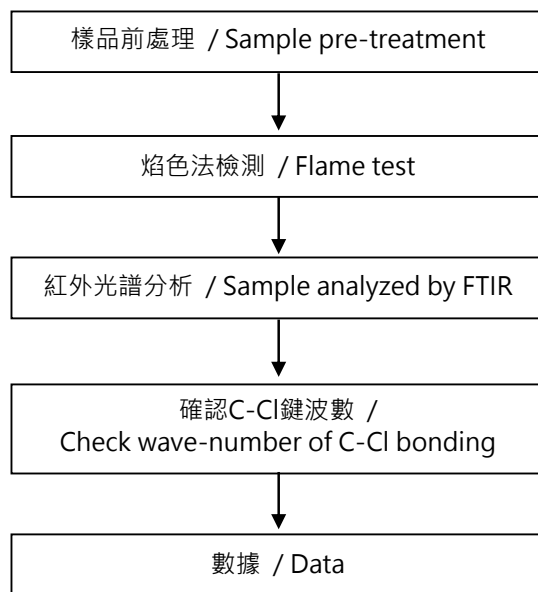 樣品前處理 / Sample pre-treatment
焰色法檢測 / Flame test
紅外光譜分析 / Sample analyzed by FTIR
確認C-Cl鍵波數 /
Check wave-number of C-Cl bonding
數據 / Data